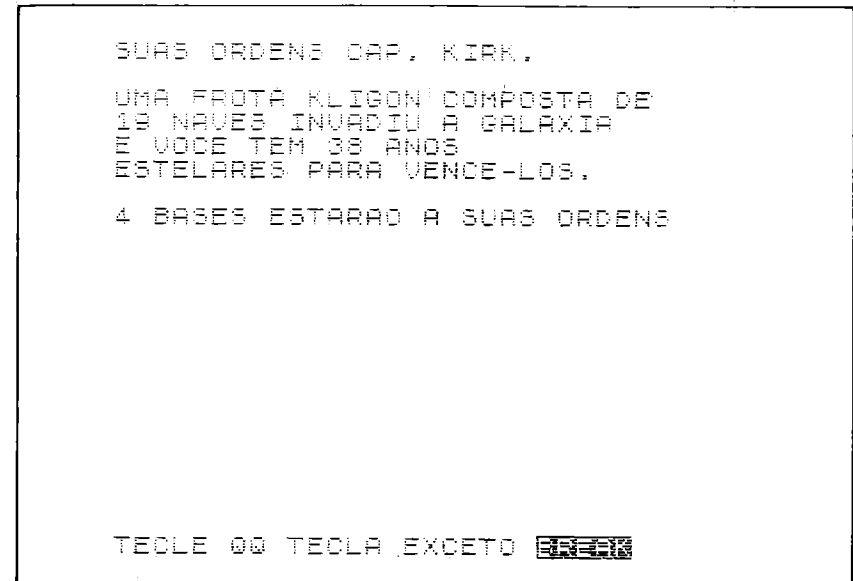 SUAS ORDENS CAP. KIRK.
UMA FROTA KLIGON COMPOSTA DE
19 NAVES INVADIU A GALAXIA
E VOCE TEM 38 ANOS
ESTELARES PARA VENCE-LOS.
4 BASES ESTARAO A SUAS ORDENS
TECLE QQ TECLA EXCETO BREAK